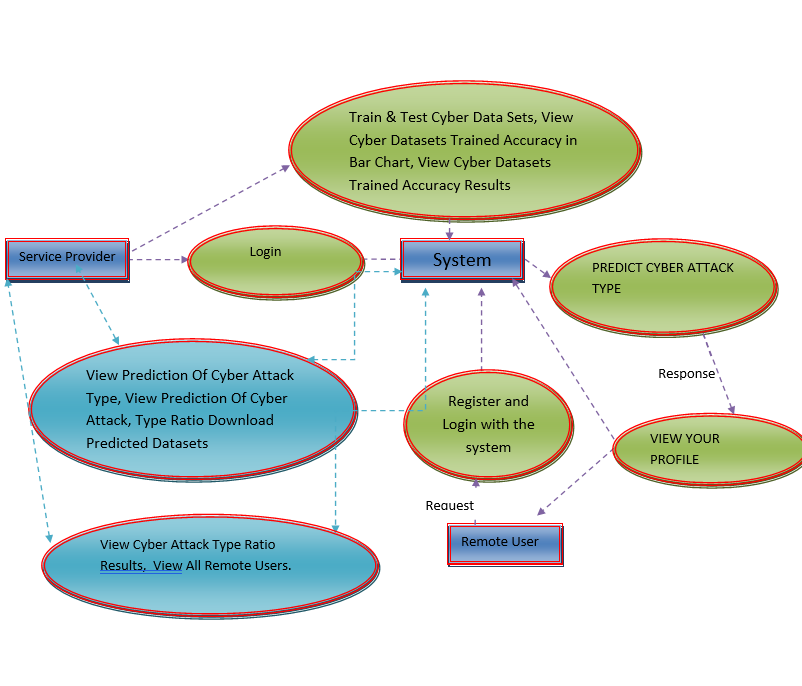 Train & Test Cyber Data Sets, View
Cyber Datasets Trained Accuracy in
Bar Chart, View Cyber Datasets
Trained Accuracy Results
Service Provider
Login
System
PREDICT CYBER ATTACK
TYPE
View Prediction Of Cyber Attack
Type, View Prediction Of Cyber
Attack, Type Ratio Download
Predicted Datasets
Register and
Login with the
system
Response
VIEW YOUR
PROFILE
Request
Remote User
View Cyber Attack Type Ratio
Results, View All Remote Users.